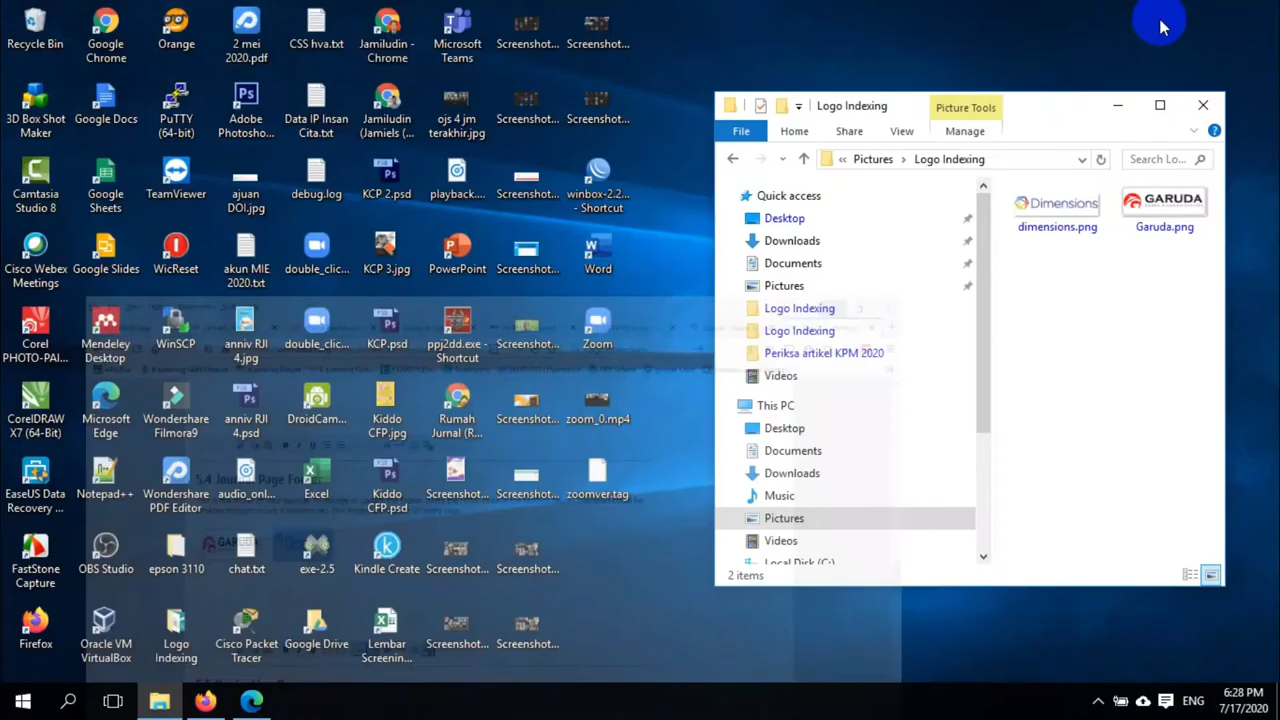 Recycle Bin
Google
Chrome
Orange
2 mei
2020.pdf
CSS hva.txt
Jamiludin -
Chrome
Microsoft
Teams
Screenshot...
Screenshot...
3D Box Shot
Maker
Google Docs
PuTTY
(64-bit)
Adobe
Photosho...
Data IP Insan
Cita.txt
Jamiludin
(Jamiels (...
ojs 4 jm
terakhir.jpg
Screenshot...
Screenshot...
Camtasia
Studio 8
Google
Sheets
TeamViewer
ajuan
DOI.jpg
debug.log
KCP 2.psd
playback....
Screenshot...
winbox-2.2...
- Shortcut
Cisco Webex
Meetings
Google Slides
WicReset
akun MIE
2020.txt
double_clic...
KCP 3.jpg
PowerPoint
Screenshot...
Word
Corel
PHOTO-PAI...
Mendeley
Desktop
WinSCP
anniv RJI
4.jpg
double_clic...
KCP.psd
ppj2dd.exe -
Shortcut
Screenshot...
Zoom
CorelDRAW
X7 (64-Bit)
Microsoft
Edge
Wondershare
Filmora9
anniv RJI
4.psd
DroidCam...
Kiddo
CFP.jpg
Rumah
Jurnal (R...
Screenshot...
zoom_0.mp4
EaseUS Data
Recovery ...
Notepad++
Wondershare
PDF Editor
audio_onl...
Excel
Kiddo
CFP.psd
Screenshot...
Screenshot...
zoomver.tag
FastStone
Capture
OBS Studio
epson 3110
chat.txt
exe-2.5
Kindle Create
Screenshot...
Screenshot...
Firefox
Oracle VM
VirtualBox
Logo
Indexing
Cisco Packet
Tracer
Google Drive
Lembar
Screenin...
Screenshot...
Screenshot...
5.4 Journal Page Footer
GARUDA
Logo Indexing
Picture Tools
File
Home
Share
View
Manage
« Pictures > Logo Indexing
Search Lo...
Quick access
Desktop
Downloads
Documents
Pictures
Logo Indexing
Logo Indexing
Periksa artikel KPM 2020
Videos
This PC
Desktop
Documents
Downloads
Music
Pictures
Videos
Local Disk (C:)
Dimensions
dimensions.png
GARUDA
Garuda.png
2 items
ENG
6:28 PM
7/17/2020